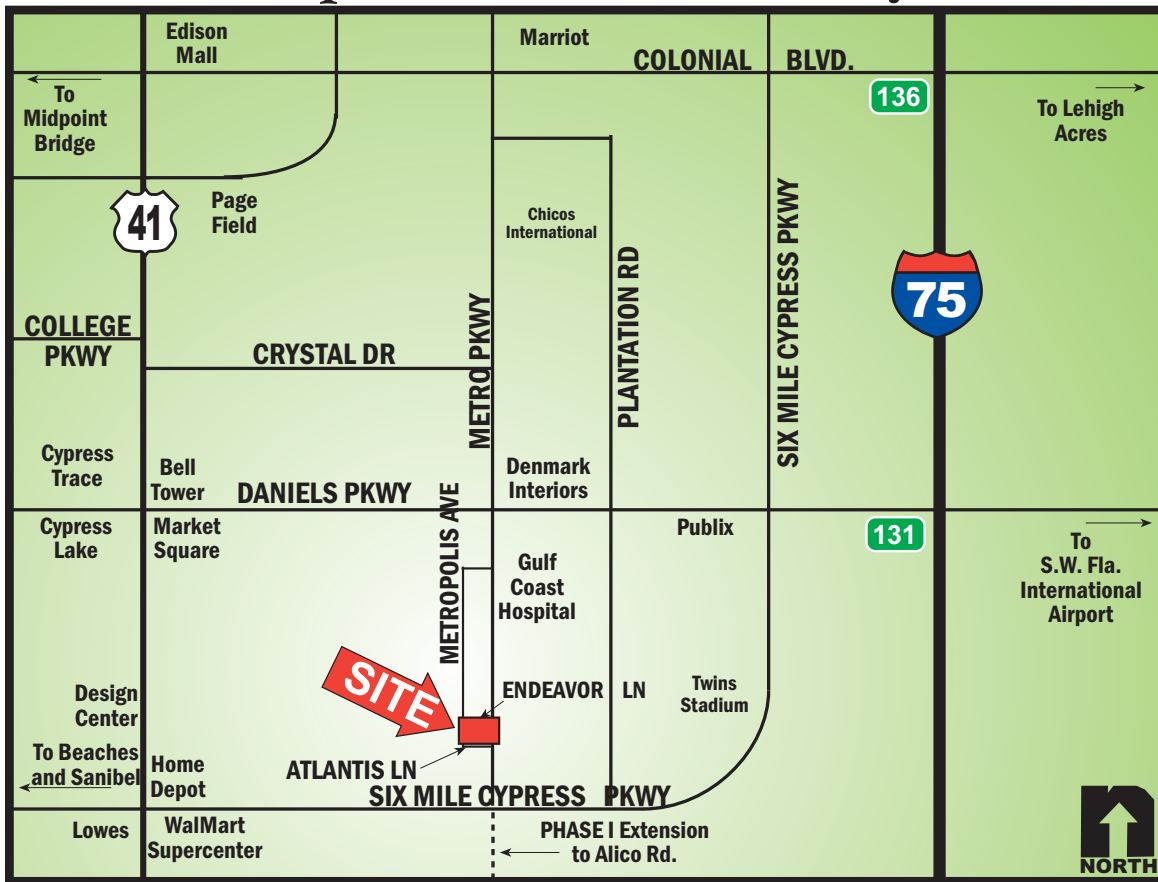 Edison
Mall
Marriot
COLONIAL BLVD.
136
To
Midpoint
Bridge
To Lehigh
Acres
41
Page
Field
Chicos
International
METRO PKWY
PLANTATION RD
SIX MILE CYPRESS PKWY
75
COLLEGE
PKWY
CRYSTAL DR
Cypress
Trace
Bell
Tower
DANIELS PKWY
METROPOLIS AVE
Denmark
Interiors
Cypress
Lake
Market
Square
Publix
131
To
S.W. Fla.
International
Airport
Gulf
Coast
Hospital
SITE
ENDEAVOR LN
Twins
Stadium
Design
Center
To Beaches
and Sanibel
Home
Depot
ATLANTIS LN
SIX MILE CYPRESS PKWY
Lowes
WalMart
Supercenter
PHASE I Extension
to Alico Rd.
n
NORTH